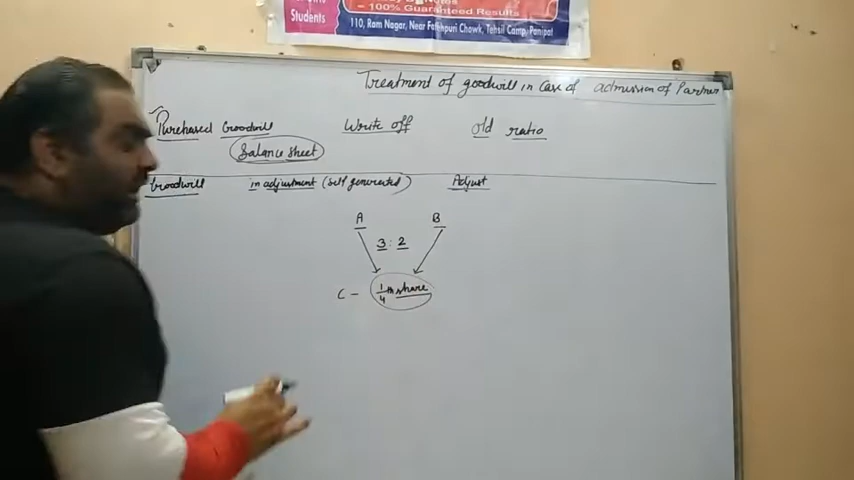 - 100% Guaranteed Results
Students
110, Ram Nagar, Near Fatehpuri Chowk, Tehsil Camp, Panipat
Treatment of goodwill in case of admission of Partner
Purchased Goodwill Write off old ratio
Balance sheet
Goodwill in adjustment (self generated) Adjust
A B
3 : 2
C - 1/4 th share